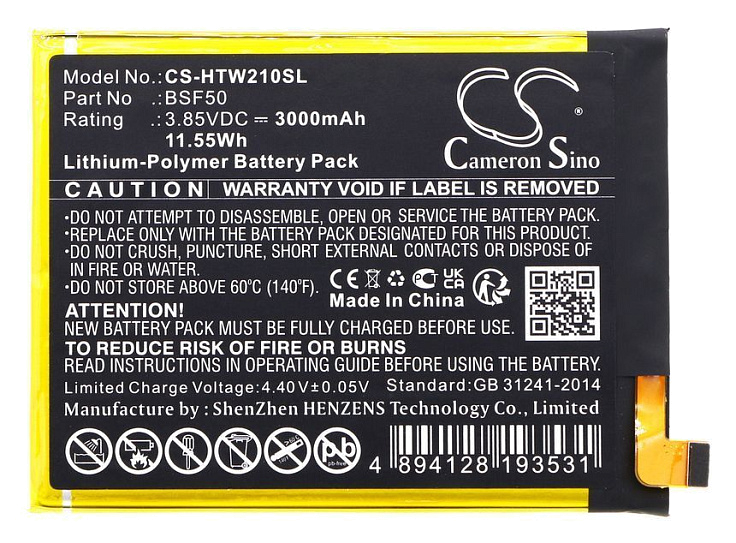 Model No.:CS-HTW210SL
Part No .:BSF50
Rating .:3.85VDC ⎓ 3000mAh
11.55Wh
Lithium-Polymer Battery Pack
CS
®
Cameron Sino
CAUTION WARRANTY VOID IF LABEL IS REMOVED
•DO NOT ATTEMPT TO DISASSEMBLE, OPEN OR SERVICE THE BATTERY PACK.
•REPLACE ONLY WITH THE BATTERY PACK DESIGNATED FOR THIS PRODUCT.
•DO NOT CRUSH, PUNCTURE, SHORT EXTERNAL CONTACTS OR DISPOSE OF
IN FIRE OR WATER.
•DO NOT STORE ABOVE 60°C (140°F).
CE PCT UK CA
Made In China
ATTENTION!
NEW BATTERY PACK MUST BE FULLY CHARGED BEFORE USE.
TO REDUCE RISK OF FIRE OR BURNS
READ INSTRUCTIONS IN OPERATING GUIDE BEFORE USING THE BATTERY.
Limited Charge Voltage:4.40V±0.05V Standard:GB 31241-2014
Manufacture by : ShenZhen HENZENS Technology Co., Limited
pb
pb-free
4 894128 193531